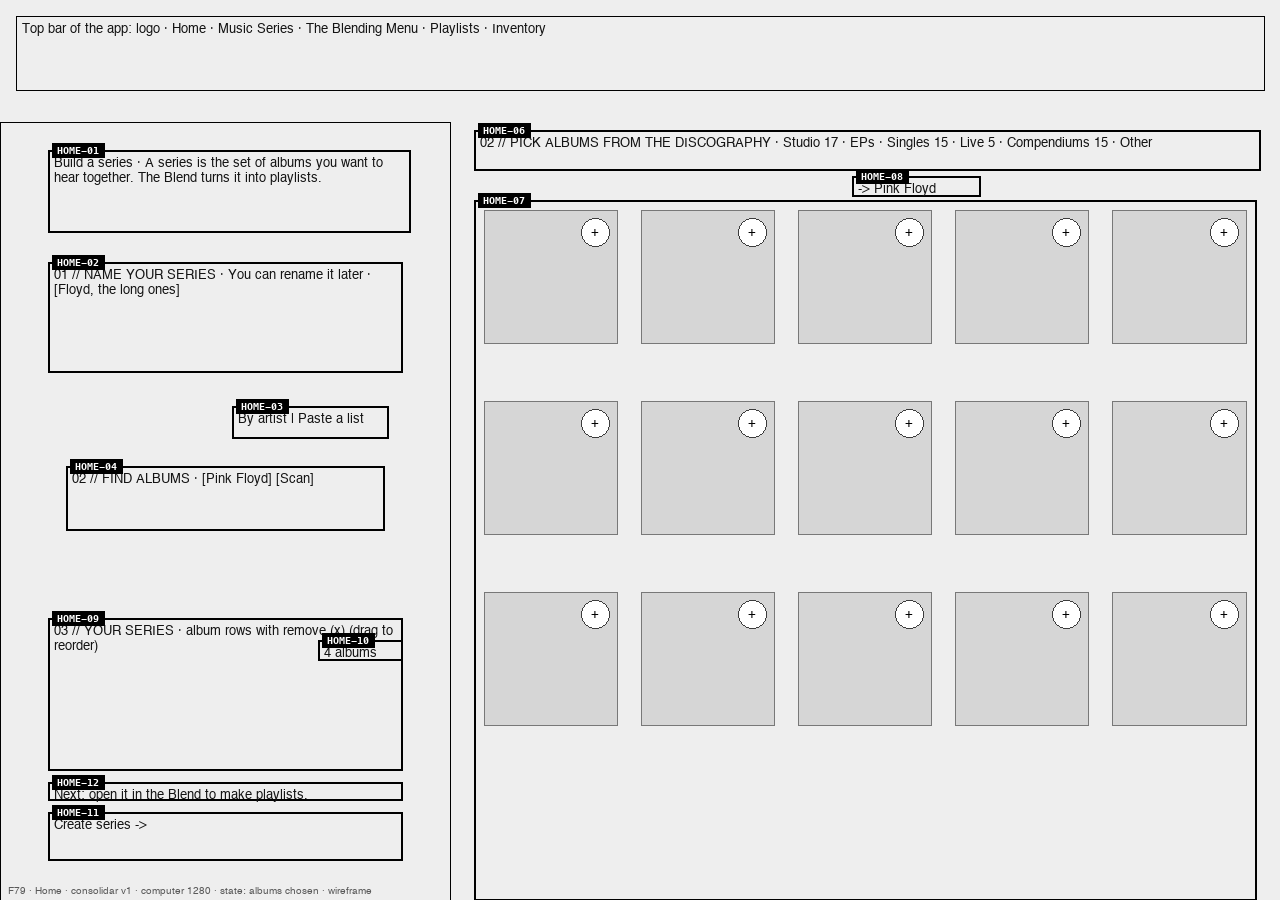 Top bar of the app: logo · Home · Music Series · The Blending Menu · Playlists · Inventory
HOME-01
Build a series · A series is the set of albums you want to
hear together. The Blend turns it into playlists.
HOME-02
01 // NAME YOUR SERIES · You can rename it later ·
[Floyd, the long ones]
HOME-03
By artist | Paste a list
HOME-04
02 // FIND ALBUMS · [Pink Floyd] [Scan]
HOME-09
03 // YOUR SERIES · album rows with remove (x) (drag to
reorder)
HOME-10
4 albums
HOME-12
Next: open it in the Blend to make playlists.
HOME-11
Create series ->
HOME-06
02 // PICK ALBUMS FROM THE DISCOGRAPHY · Studio 17 · EPs · Singles 15 · Live 5 · Compendiums 15 · Other
HOME-08
-> Pink Floyd
HOME-07
+ + + + +
+ + + + +
+ + + + +
F79 · Home · consolidar v1 · computer 1280 · state: albums chosen · wireframe